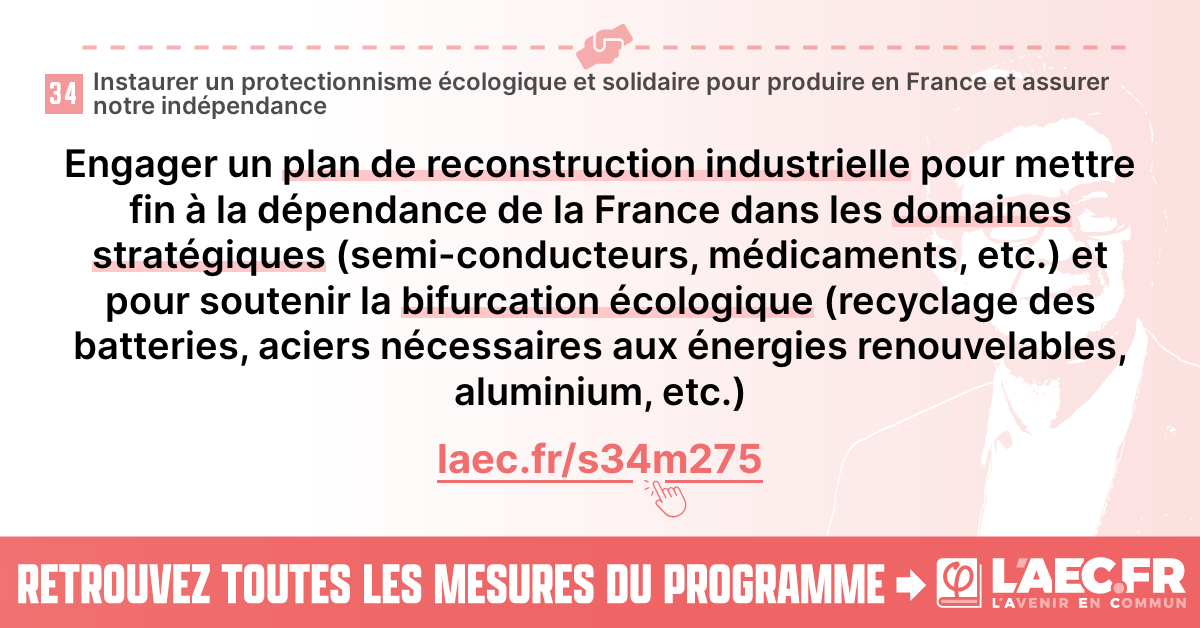 34
Instaurer un protectionnisme écologique et solidaire pour produire en France et assurer
notre indépendance
Engager un plan de reconstruction industrielle pour mettre
fin à la dépendance de la France dans les domaines
stratégiques (semi-conducteurs, médicaments, etc.) et
pour soutenir la bifurcation écologique (recyclage des
batteries, aciers nécessaires aux énergies renouvelables,
aluminium, etc.)
laec.fr/s34m275
RETROUVEZ TOUTES LES MESURES DU PROGRAMME
φ
L'AEC.FR
L'AVENIR EN COMMUN